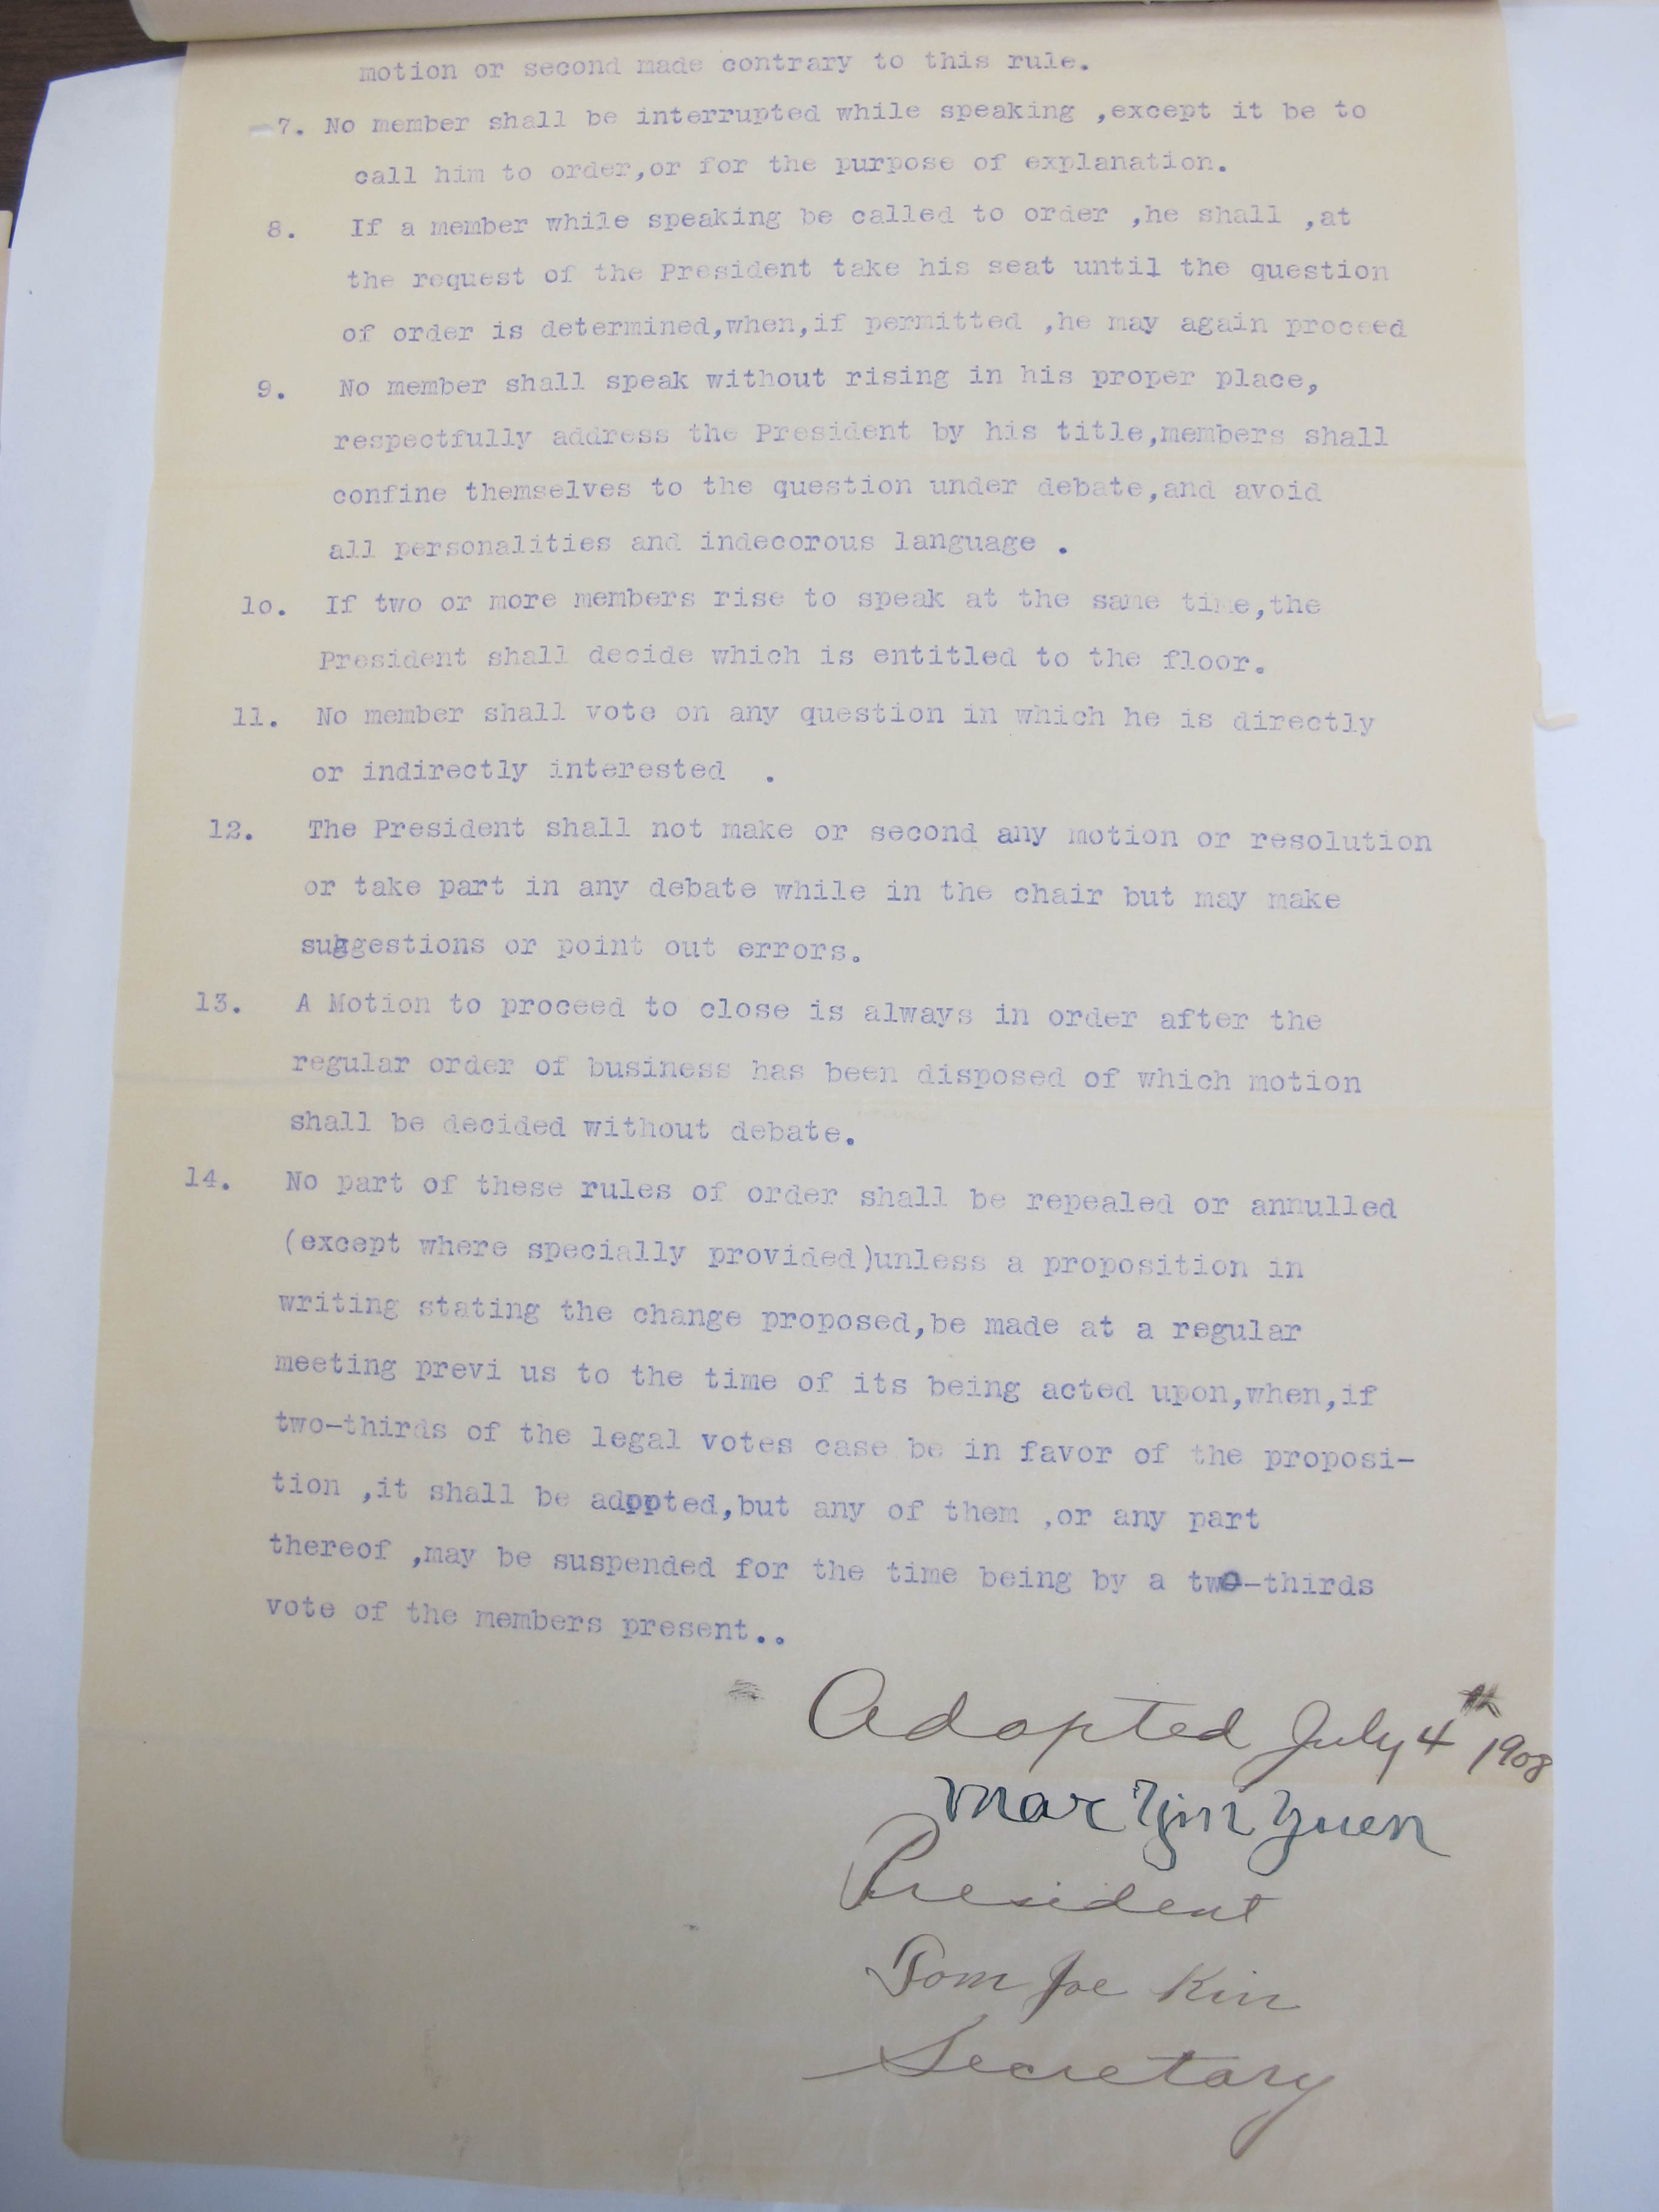 motion or second made contrary to this rule.
7. No member shall be interrupted while speaking ,except it be to
call him to order,or for the purpose of explanation.
8. If a member while speaking be called to order ,he shall ,at
the request of the President take his seat until the question
of order is determined,when,if permitted ,he may again proceed
9. No member shall speak without rising in his proper place,
respectfully address the President by his title,members shall
confine themselves to the question under debate,and avoid
all personalities and indecorous language .
1o. If two or more members rise to speak at the same time,the
President shall decide which is entitled to the floor.
11. No member shall vote on any question in which he is directly
or indirectly interested .
12. The President shall not make or second any motion or resolution
or take part in any debate while in the chair but may make
suggestions or point out errors.
13. A Motion to proceed to close is always in order after the
regular order of business has been disposed of which motion
shall be decided without debate.
14. No part of these rules of order shall be repealed or annulled
(except where specially provided)unless a proposition in
writing stating the change proposed,be made at a regular
meeting previ us to the time of its being acted upon,when,if
two-thirds of the legal votes case be in favor of the proposi-
tion ,it shall be adopted,but any of them ,or any part
thereof ,may be suspended for the time being by a two-thirds
vote of the members present..
Adopted July 4th 1908
Mar Yuen
President
Tom Joe Kin
Secretary